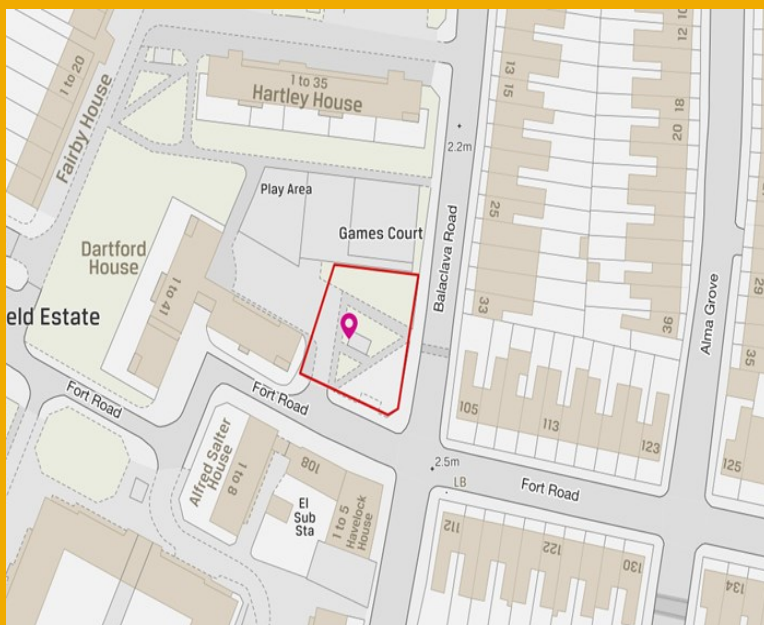 1 to 20
Fairby House
1 to 35
Hartley House
13
15
12
10
18
20
2.2m
Play Area
Games Court
25
Balaclava Road
Dartford
House
1 to 41
33
36
Alma Grove
29
35
eld Estate
Fort Road
Fort Road
105
113
123
125
Alfred Salter
House
1 to 8
108
El
Sub
Sta
1 to 5
Havelock
House
2.5m
LB
Fort Road
112
122
130
134